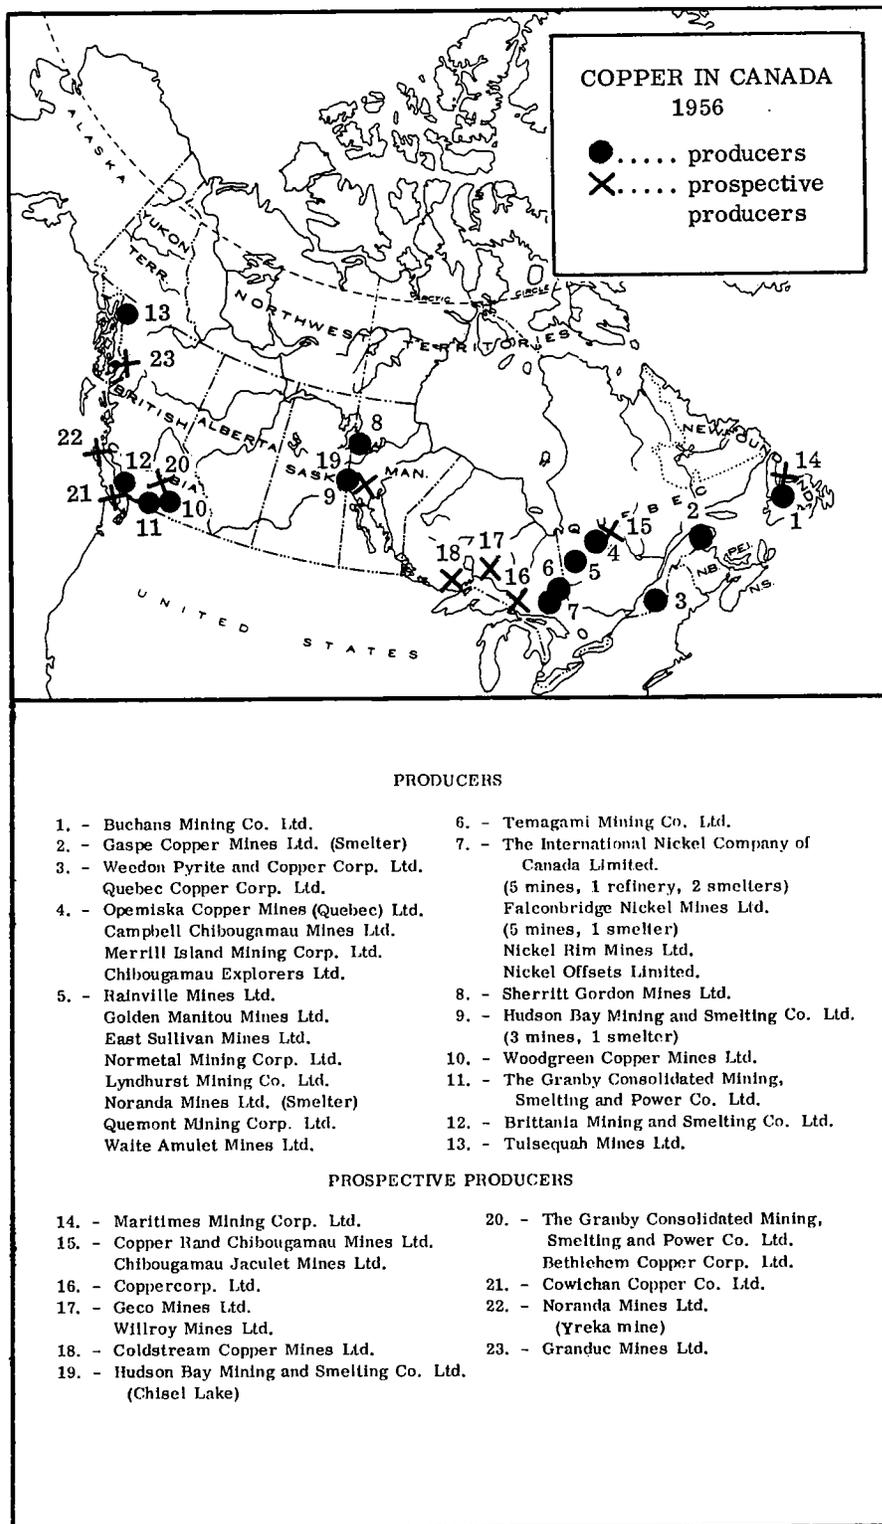 COPPER IN CANADA
1956
..... producers
..... prospective
producers
ALASKA
YUKON
TERR.
ARCTIC CIRCLE
NORTHWEST TERRITORIES
13
23
BRITISH
COLUMBIA
ALBERTA
SASK.
MAN.
8
19
9
22
12
20
21
11
10
NEWFOUNDLAND
14
1
QUEBEC
15
2
4
5
17
18
16
6
7
3
P.E.I.
N.B.
N.S.
UNITED
STATES
PRODUCERS
1. - Buchans Mining Co. Ltd.
2. - Gaspe Copper Mines Ltd. (Smelter)
3. - Weedon Pyrite and Copper Corp. Ltd.
Quebec Copper Corp. Ltd.
4. - Opemiska Copper Mines (Quebec) Ltd.
Campbell Chibougamau Mines Ltd.
Merrill Island Mining Corp. Ltd.
Chibougamau Explorers Ltd.
5. - Rainville Mines Ltd.
Golden Manitou Mines Ltd.
East Sullivan Mines Ltd.
Normetal Mining Corp. Ltd.
Lyndhurst Mining Co. Ltd.
Noranda Mines Ltd. (Smelter)
Quemont Mining Corp. Ltd.
Waite Amulet Mines Ltd.
6. - Temagami Mining Co. Ltd.
7. - The International Nickel Company of
Canada Limited.
(5 mines, 1 refinery, 2 smelters)
Falconbridge Nickel Mines Ltd.
(5 mines, 1 smelter)
Nickel Rim Mines Ltd.
Nickel Offsets Limited.
8. - Sherritt Gordon Mines Ltd.
9. - Hudson Bay Mining and Smelting Co. Ltd.
(3 mines, 1 smelter)
10. - Woodgreen Copper Mines Ltd.
11. - The Granby Consolidated Mining,
Smelting and Power Co. Ltd.
12. - Brittania Mining and Smelting Co. Ltd.
13. - Tulsequah Mines Ltd.
PROSPECTIVE PRODUCERS
14. - Maritimes Mining Corp. Ltd.
15. - Copper Rand Chibougamau Mines Ltd.
Chibougamau Jaculet Mines Ltd.
16. - Coppercorp. Ltd.
17. - Geco Mines Ltd.
Willroy Mines Ltd.
18. - Coldstream Copper Mines Ltd.
19. - Hudson Bay Mining and Smelting Co. Ltd.
(Chisel Lake)
20. - The Granby Consolidated Mining,
Smelting and Power Co. Ltd.
Bethlehem Copper Corp. Ltd.
21. - Cowichan Copper Co. Ltd.
22. - Noranda Mines Ltd.
(Yreka mine)
23. - Granduc Mines Ltd.